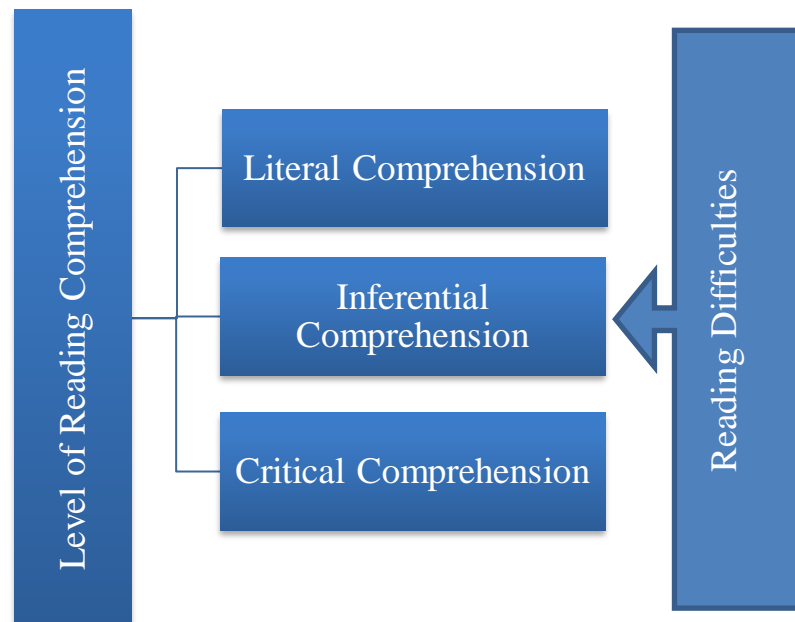 Level of Reading Comprehension
Literal Comprehension
Inferential
Comprehension
Critical Comprehension
Reading Difficulties